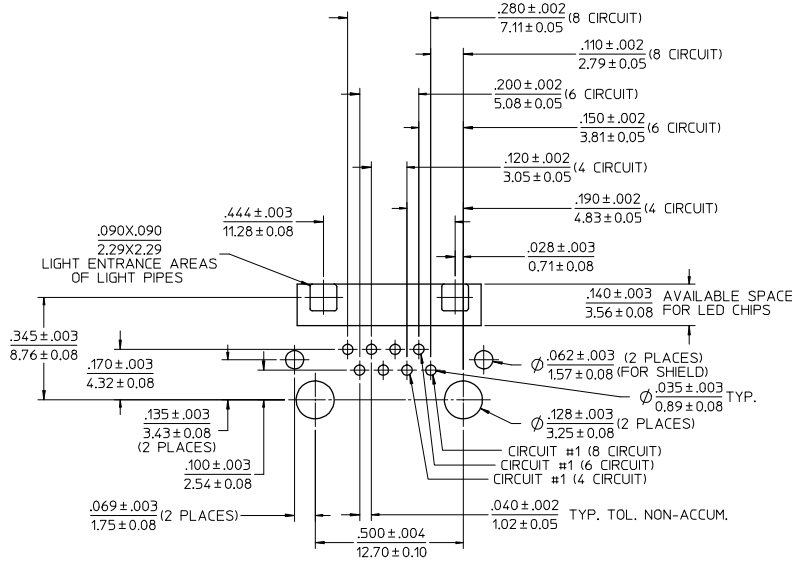 .280±.002
7.11±0.05 (8 CIRCUIT)
.110±.002
2.79±0.05 (8 CIRCUIT)
.200±.002
5.08±0.05 (6 CIRCUIT)
.150±.002
3.81±0.05 (6 CIRCUIT)
.120±.002
3.05±0.05 (4 CIRCUIT)
.190±.002
4.83±0.05 (4 CIRCUIT)
.444±.003
11.28±0.08
.090X.090
2.29X2.29
LIGHT ENTRANCE AREAS
OF LIGHT PIPES
.028±.003
0.71±0.08
.140±.003
3.56±0.08
AVAILABLE SPACE
FOR LED CHIPS
.345±.003
8.76±0.08
.170±.003
4.32±0.08
Ø .062±.003 (2 PLACES)
1.57±0.08 (FOR SHIELD)
Ø .035±.003
0.89±0.08 TYP.
.135±.003
3.43±0.08
(2 PLACES)
Ø .128±.003
3.25±0.08 (2 PLACES)
.100±.003
2.54±0.08
CIRCUIT #1 (8 CIRCUIT)
CIRCUIT #1 (6 CIRCUIT)
CIRCUIT #1 (4 CIRCUIT)
.069±.003
1.75±0.08 (2 PLACES)
.040±.002
1.02±0.05 TYP. TOL. NON-ACCUM.
.500±.004
12.70±0.10